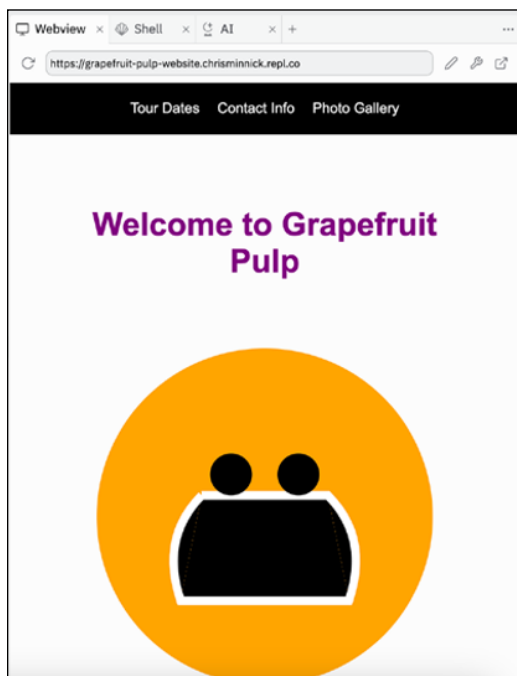 Webview × Shell × AI × +
https://grapefruit-pulp-website.chrisminnick.repl.co
Tour Dates Contact Info Photo Gallery
Welcome to Grapefruit
Pulp